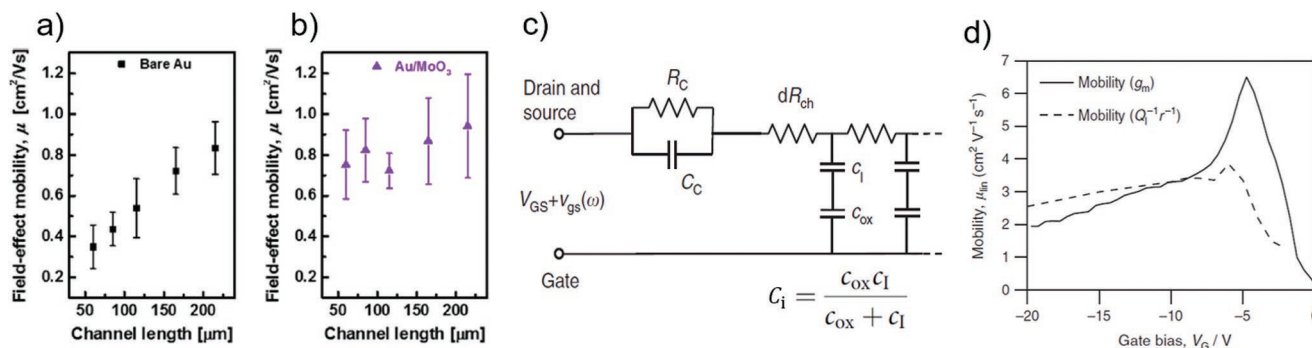 a)
Field-effect mobility, μ [cm²/Vs]
1.2
1.0
0.8
0.6
0.4
0.2
Bare Au
50 100 150 200
Channel length [μm]
b)
Field-effect mobility, μ [cm²/Vs]
1.2
1.0
0.8
0.6
0.4
0.2
Au/MoO₃
50 100 150 200
Channel length [μm]
c)
Drain and
source
R_C
C_C
dR_ch
c_I
c_ox
V_GS+v_gs(ω)
Gate
C_i = c_ox c_I / c_ox + c_I
d)
Mobility, μ_lin (cm² V⁻¹ s⁻¹)
7
6
5
4
3
2
1
0
Mobility (g_m)
Mobility (Q_I⁻¹r⁻¹)
−20 −15 −10 −5
Gate bias, V_G / V